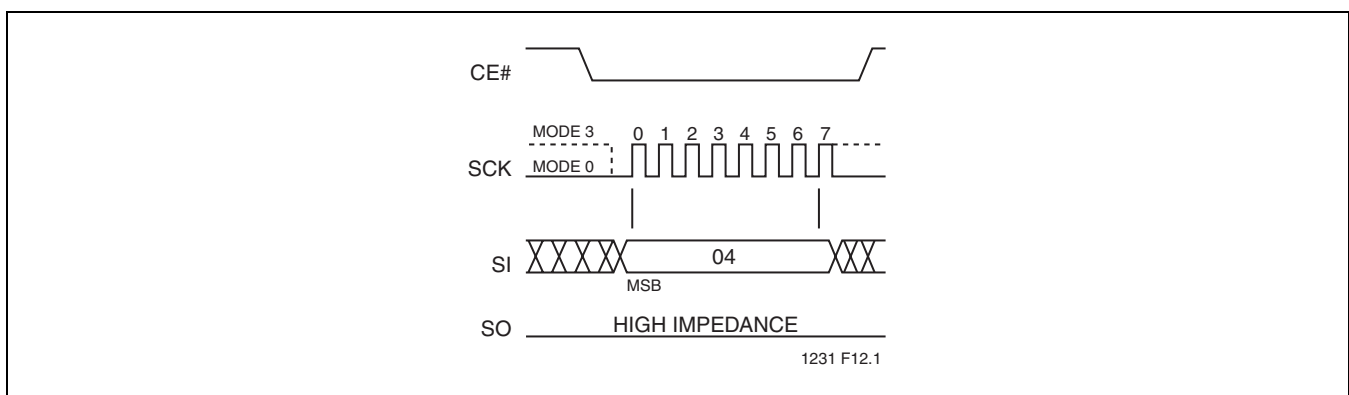 CE#
MODE 3 0 1 2 3 4 5 6 7
SCK MODE 0
SI 04
MSB
SO HIGH IMPEDANCE
1231 F12.1